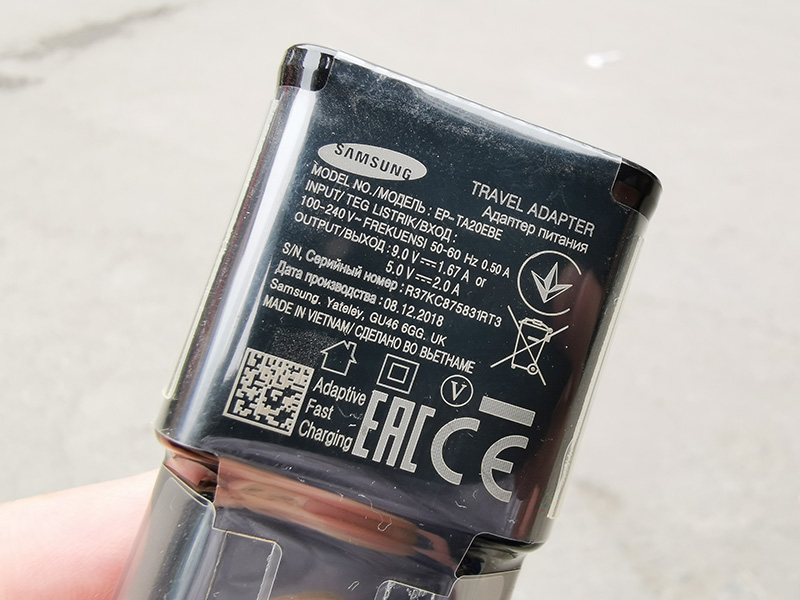 SAMSUNG
TRAVEL ADAPTER
Адаптер питания
MODEL NO./МОДЕЛЬ : EP-TA20EBE
INPUT/ TEG LISTRIK/ВХОД :
100-240V~ FREKUENSI 50-60 Hz 0.50 A
OUTPUT/ВЫХОД : 9.0 V⎓1.67 A or
5.0 V⎓2.0 A
S/N, Серийный номер : R37KCB75831RT3
Дата производства : 08.12.2018
Samsung. Yateley, GU46 6GG. UK
MADE IN VIETNAM/ СДЕЛАНО ВО ВЬЕТНАМЕ
Adaptive
Fast
Charging
V
EAC
CE